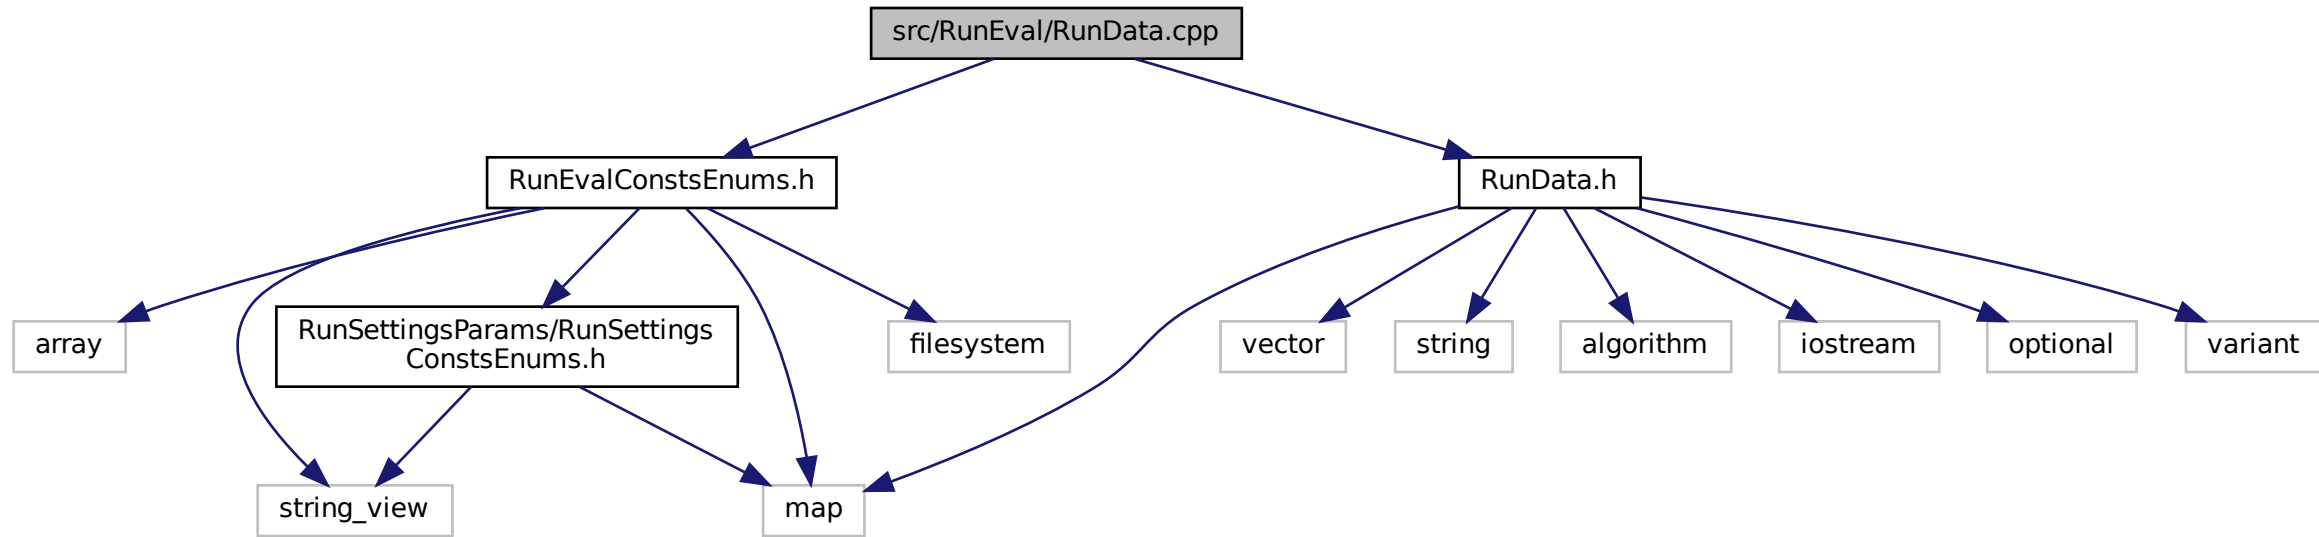 src/RunEval/RunData.cpp
RunEvalConstsEnums.h
RunData.h
array
RunSettingsParams/RunSettings
ConstsEnums.h
filesystem
vector
string
algorithm
iostream
optional
variant
string_view
map